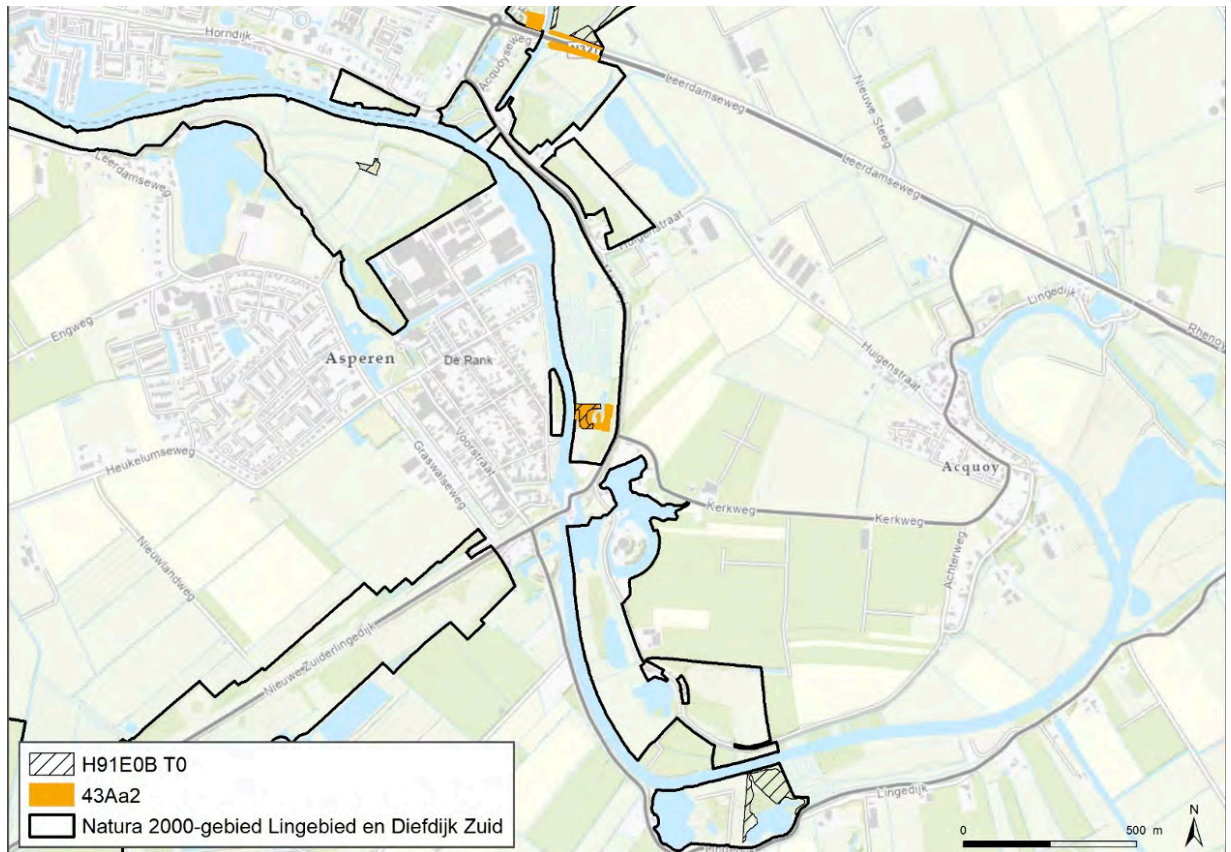 Horndijk
Acquoyseweg
Leerdamseweg
Nieuwe-Steeg
Leerdamseweg
Leerdamseweg
Huigenstraat
Lingedijk
Engweg
Asperen
De Rank
Huigenstraat
Heukelumseweg
Voorstraat
Graswalseweg
Acquoy
Kerkweg
Kerkweg
Achterweg
Nieuwlandweg
Nieuwe-Zuiderlingedijk
Lingedijk
H91E0B T0
43Aa2
Natura 2000-gebied Lingebied en Diefdijk Zuid
0 500 m
N